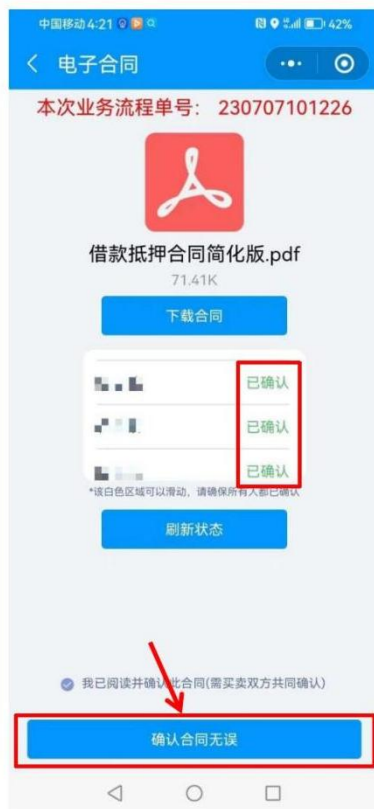 中国移动 4:21 42%
电子合同
本次业务流程单号： 230707101226
借款抵押合同简化版.pdf
71.41K
下载合同
已确认
已确认
已确认
*该白色区域可以滑动，请确保所有人都已确认
刷新状态
我已阅读并确认此合同(需买卖双方共同确认)
确认合同无误